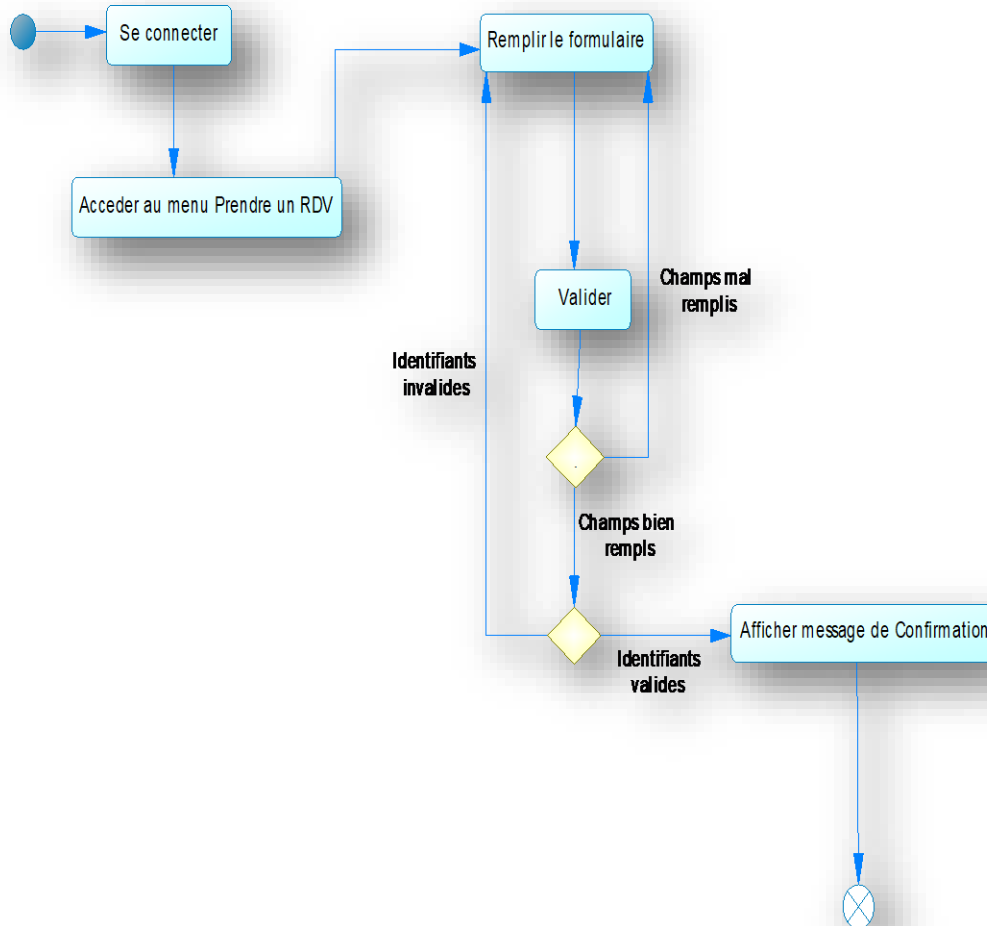 Se connecter
Remplir le formulaire
Acceder au menu Prendre un RDV
Valider
Champs mal
remplis
Identifiants
invalides
Champs bien
rempls
Afficher message de Confirmation
Identifiants
valides